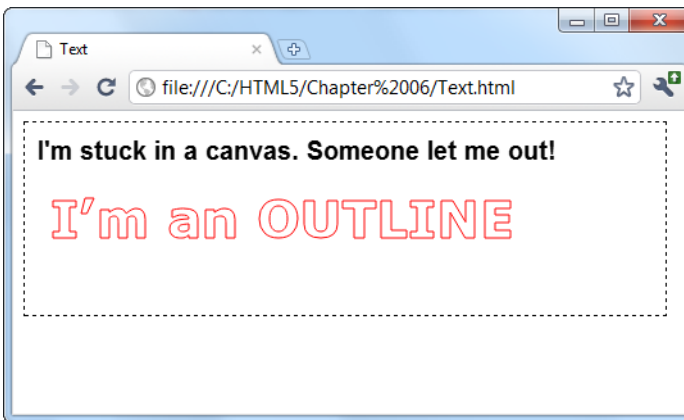 Text
file:///C:/HTML5/Chapter%2006/Text.html
I'm stuck in a canvas. Someone let me out!
I’m an OUTLINE